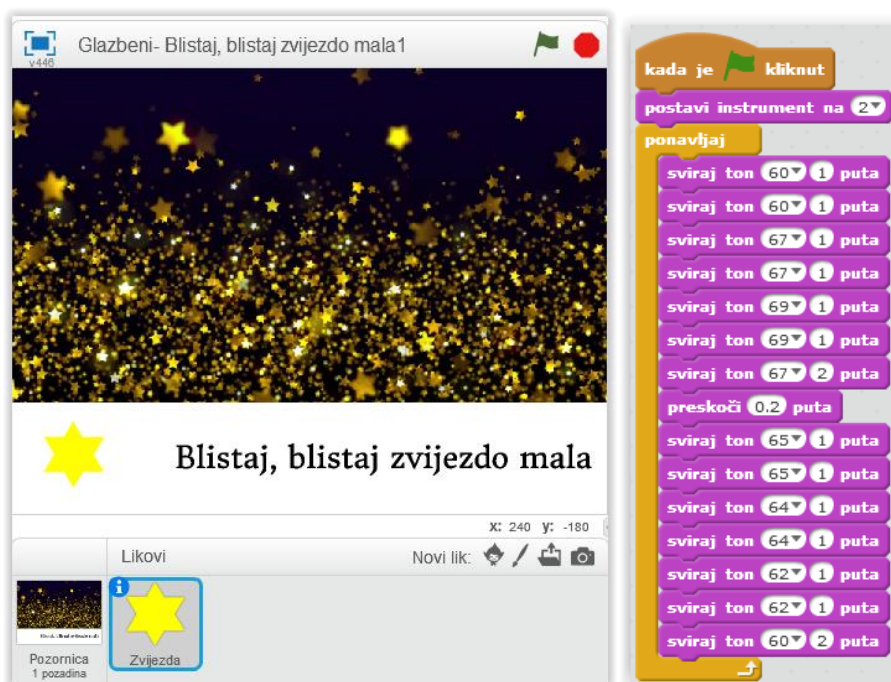 Glazbeni- Blistaj, blistaj zvijezdo mala1
v446
Blistaj, blistaj zvijezdo mala
x: 240 y: -180
Likovi
Novi lik:
Pozornica
1 pozadina
Zvijezda
kada je kliknut
postavi instrument na 2
ponavljaj
sviraj ton 60 1 puta
sviraj ton 60 1 puta
sviraj ton 67 1 puta
sviraj ton 67 1 puta
sviraj ton 69 1 puta
sviraj ton 69 1 puta
sviraj ton 67 2 puta
preskoči 0.2 puta
sviraj ton 65 1 puta
sviraj ton 65 1 puta
sviraj ton 64 1 puta
sviraj ton 64 1 puta
sviraj ton 62 1 puta
sviraj ton 62 1 puta
sviraj ton 60 2 puta